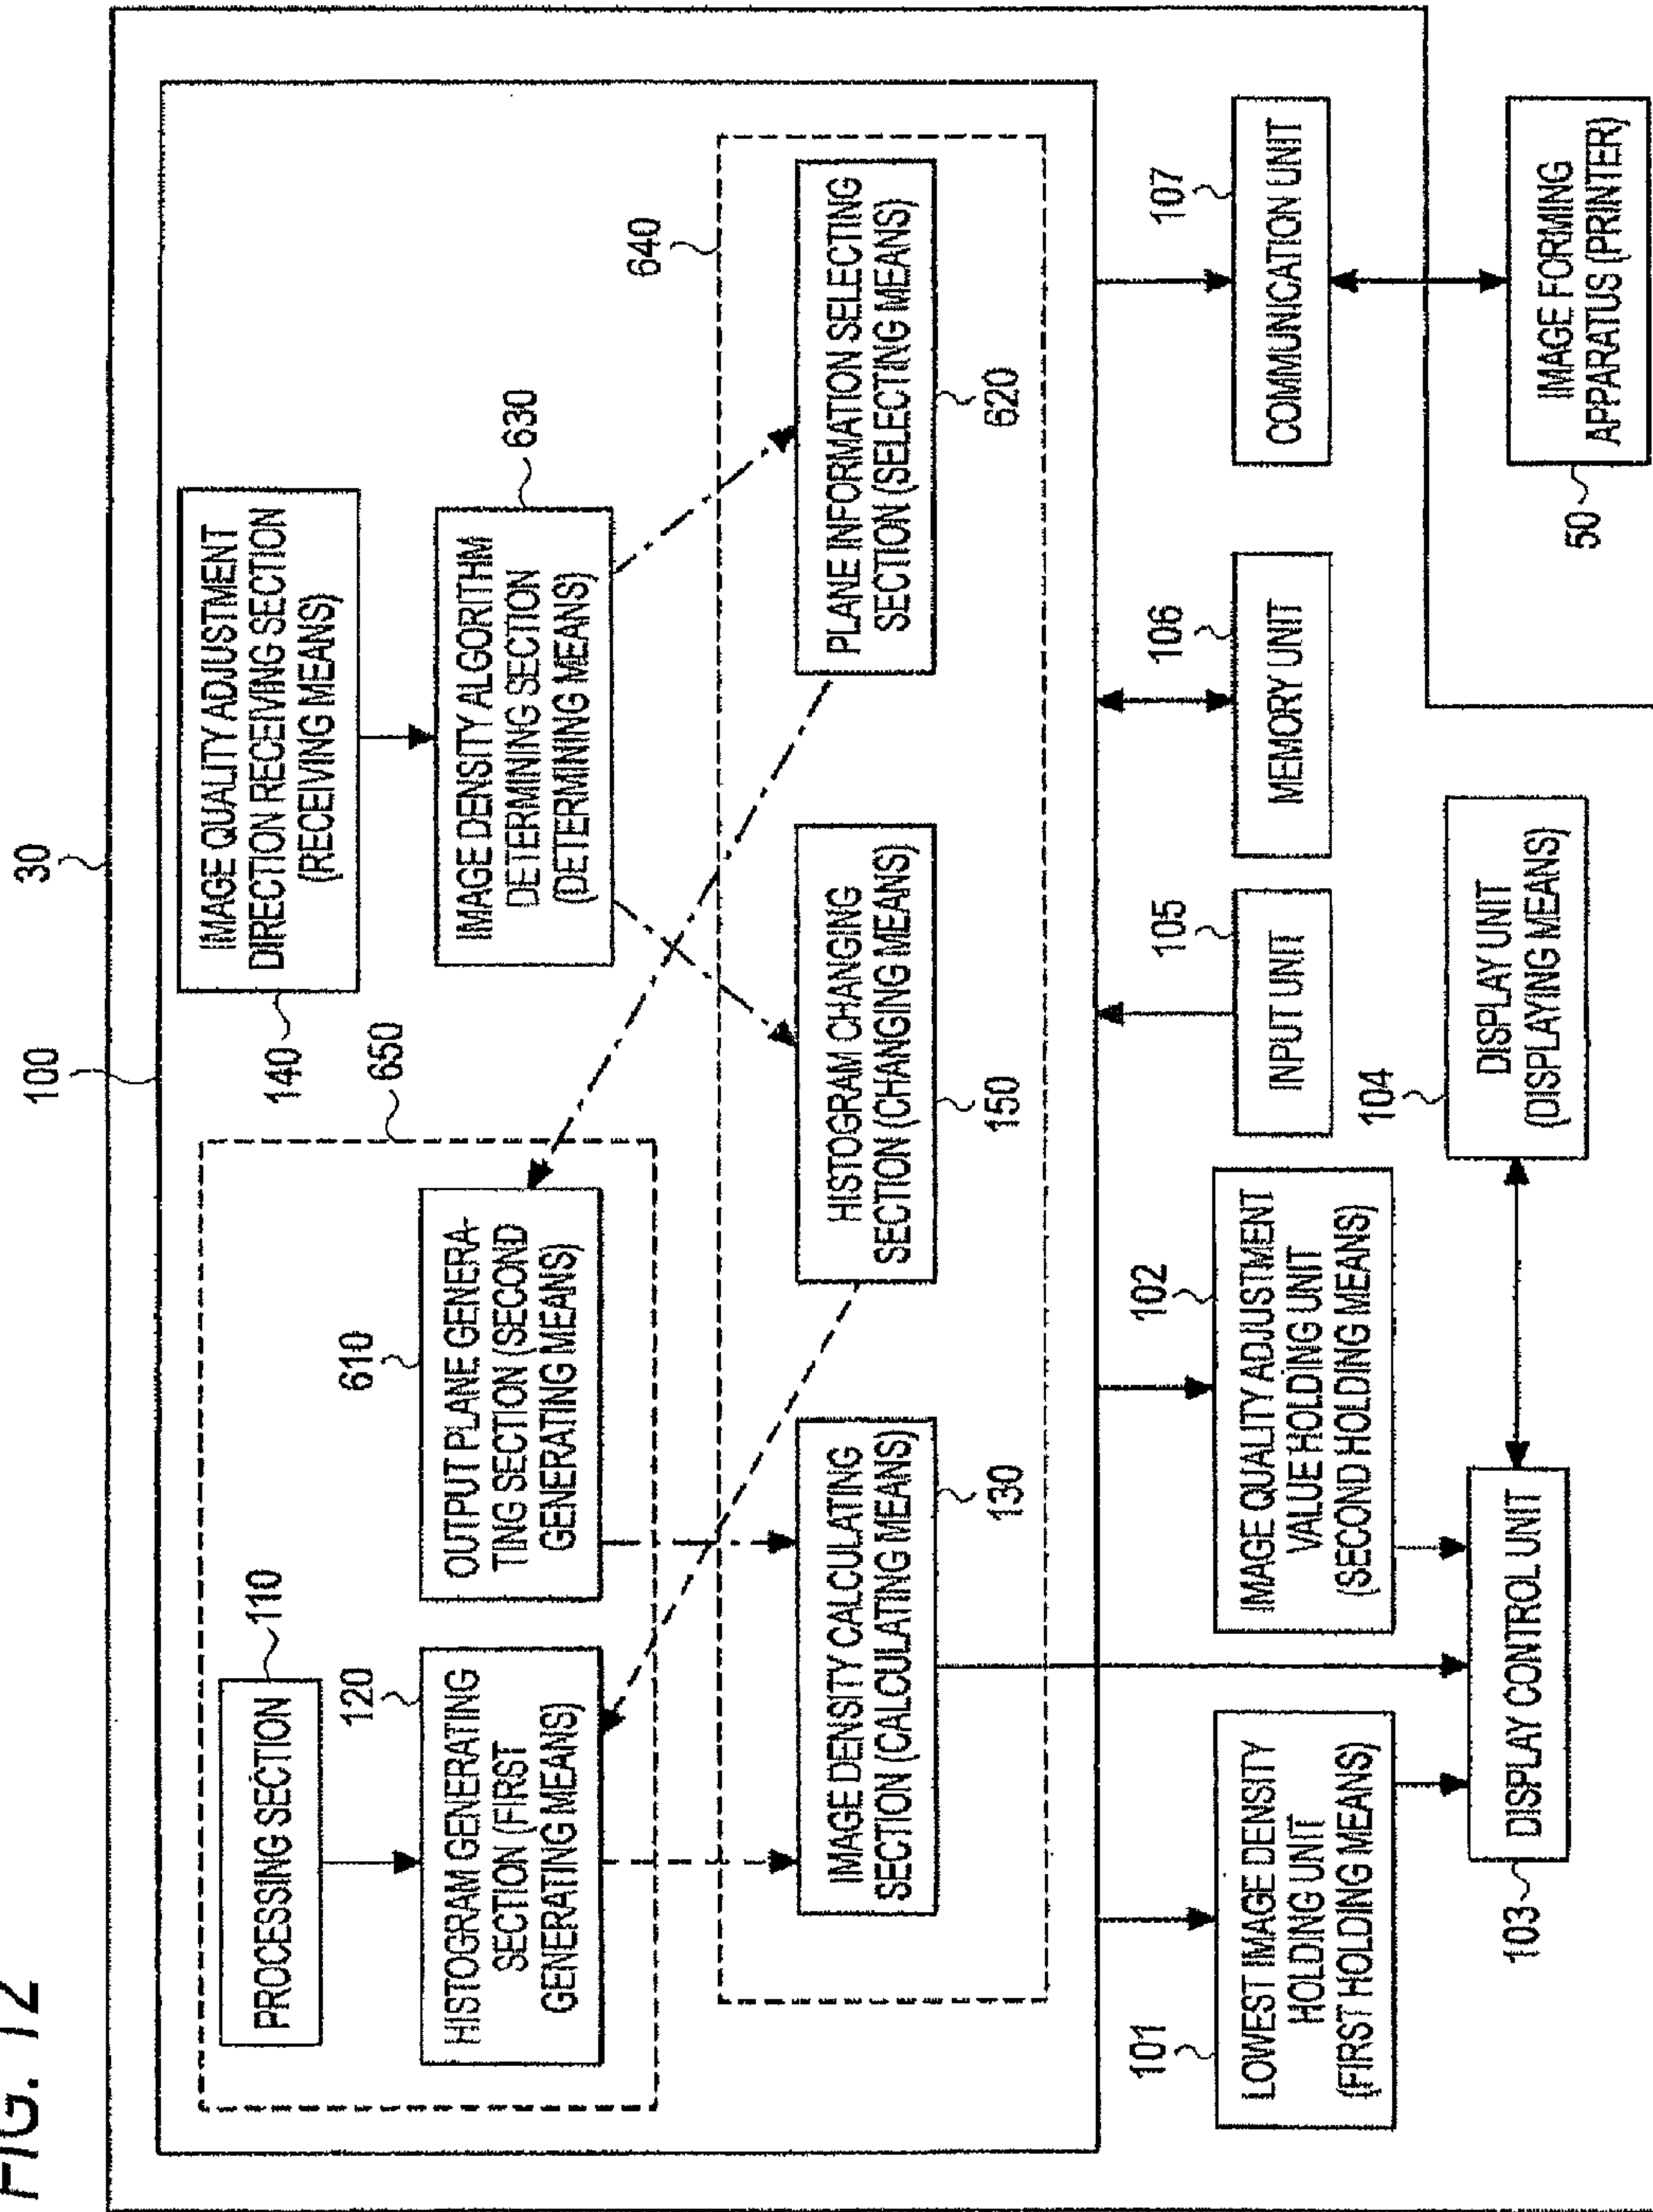 FIG. 12
30
100
650
PROCESSING SECTION
110
120
HISTOGRAM GENERATING
SECTION (FIRST
GENERATING MEANS)
610
OUTPUT PLANE GENERA-
TING SECTION (SECOND
GENERATING MEANS)
IMAGE QUALITY ADJUSTMENT
DIRECTION RECEIVING SECTION
(RECEIVING MEANS)
140
630
IMAGE DENSITY ALGORITHM
DETERMINING SECTION
(DETERMINING MEANS)
640
IMAGE DENSITY CALCULATING
SECTION (CALCULATING MEANS)
130
HISTOGRAM CHANGING
SECTION (CHANGING MEANS)
150
PLANE INFORMATION SELECTING
SECTION (SELECTING MEANS)
620
101
LOWEST IMAGE DENSITY
HOLDING UNIT
(FIRST HOLDING MEANS)
102
IMAGE QUALITY ADJUSTMENT
VALUE HOLDING UNIT
(SECOND HOLDING MEANS)
105
INPUT UNIT
106
MEMORY UNIT
107
COMMUNICATION UNIT
103
DISPLAY CONTROL UNIT
104
DISPLAY UNIT
(DISPLAYING MEANS)
50
IMAGE FORMING
APPARATUS (PRINTER)